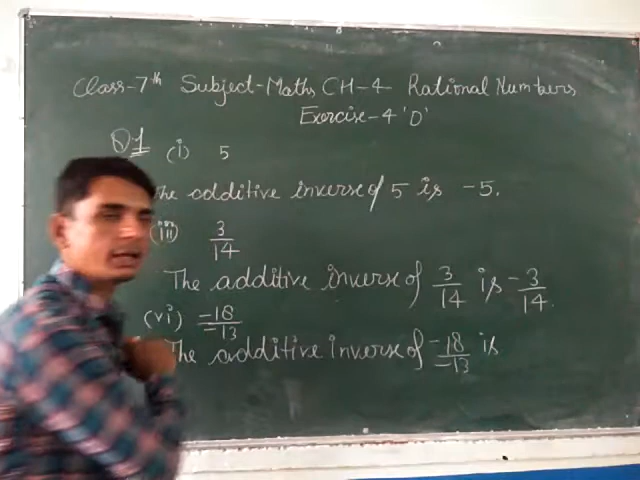 Class-7th Subject-Maths CH-4 Rational Numbers
Exercise-4 'D'
Q1 (i) 5
The additive inverse of 5 is -5.
(iii) 3/14
The additive inverse of 3/14 is -3/14.
(vi) -18/-13
The additive inverse of -18/-13 is